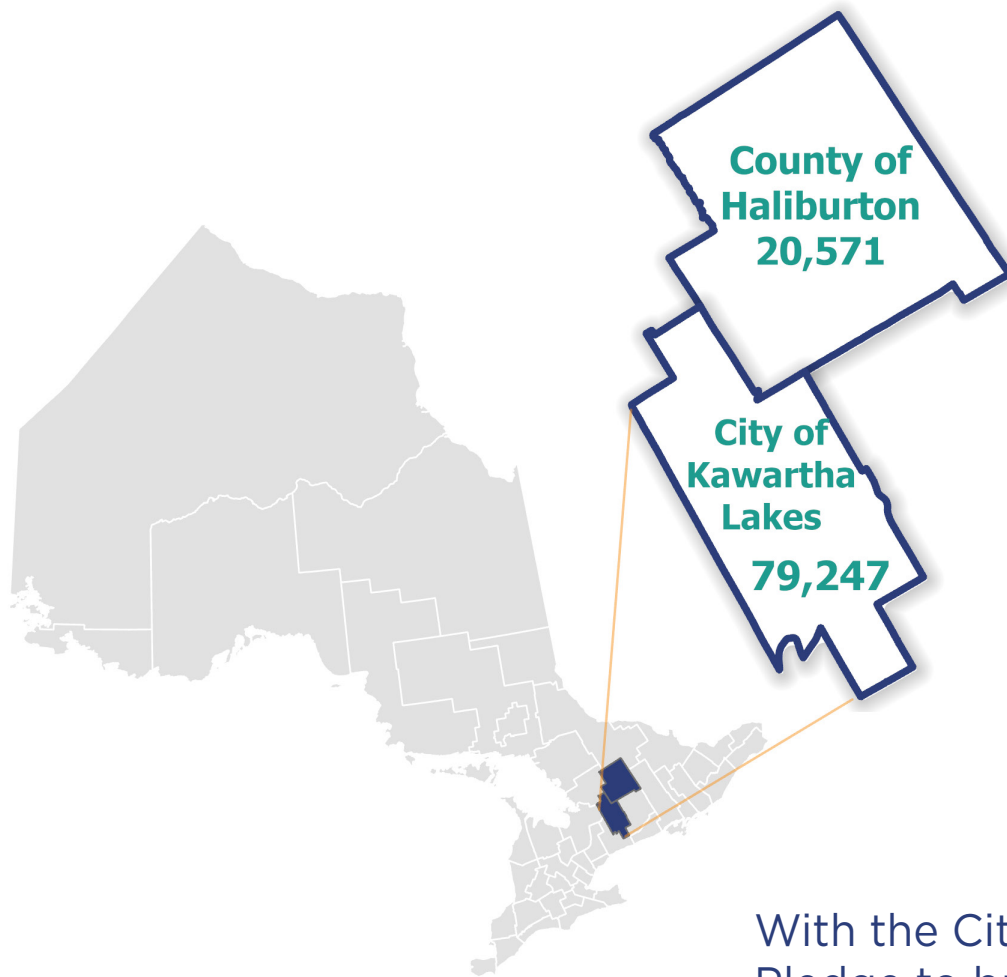 County of
Haliburton
20,571
City of
Kawartha
Lakes
79,247
With the Cit